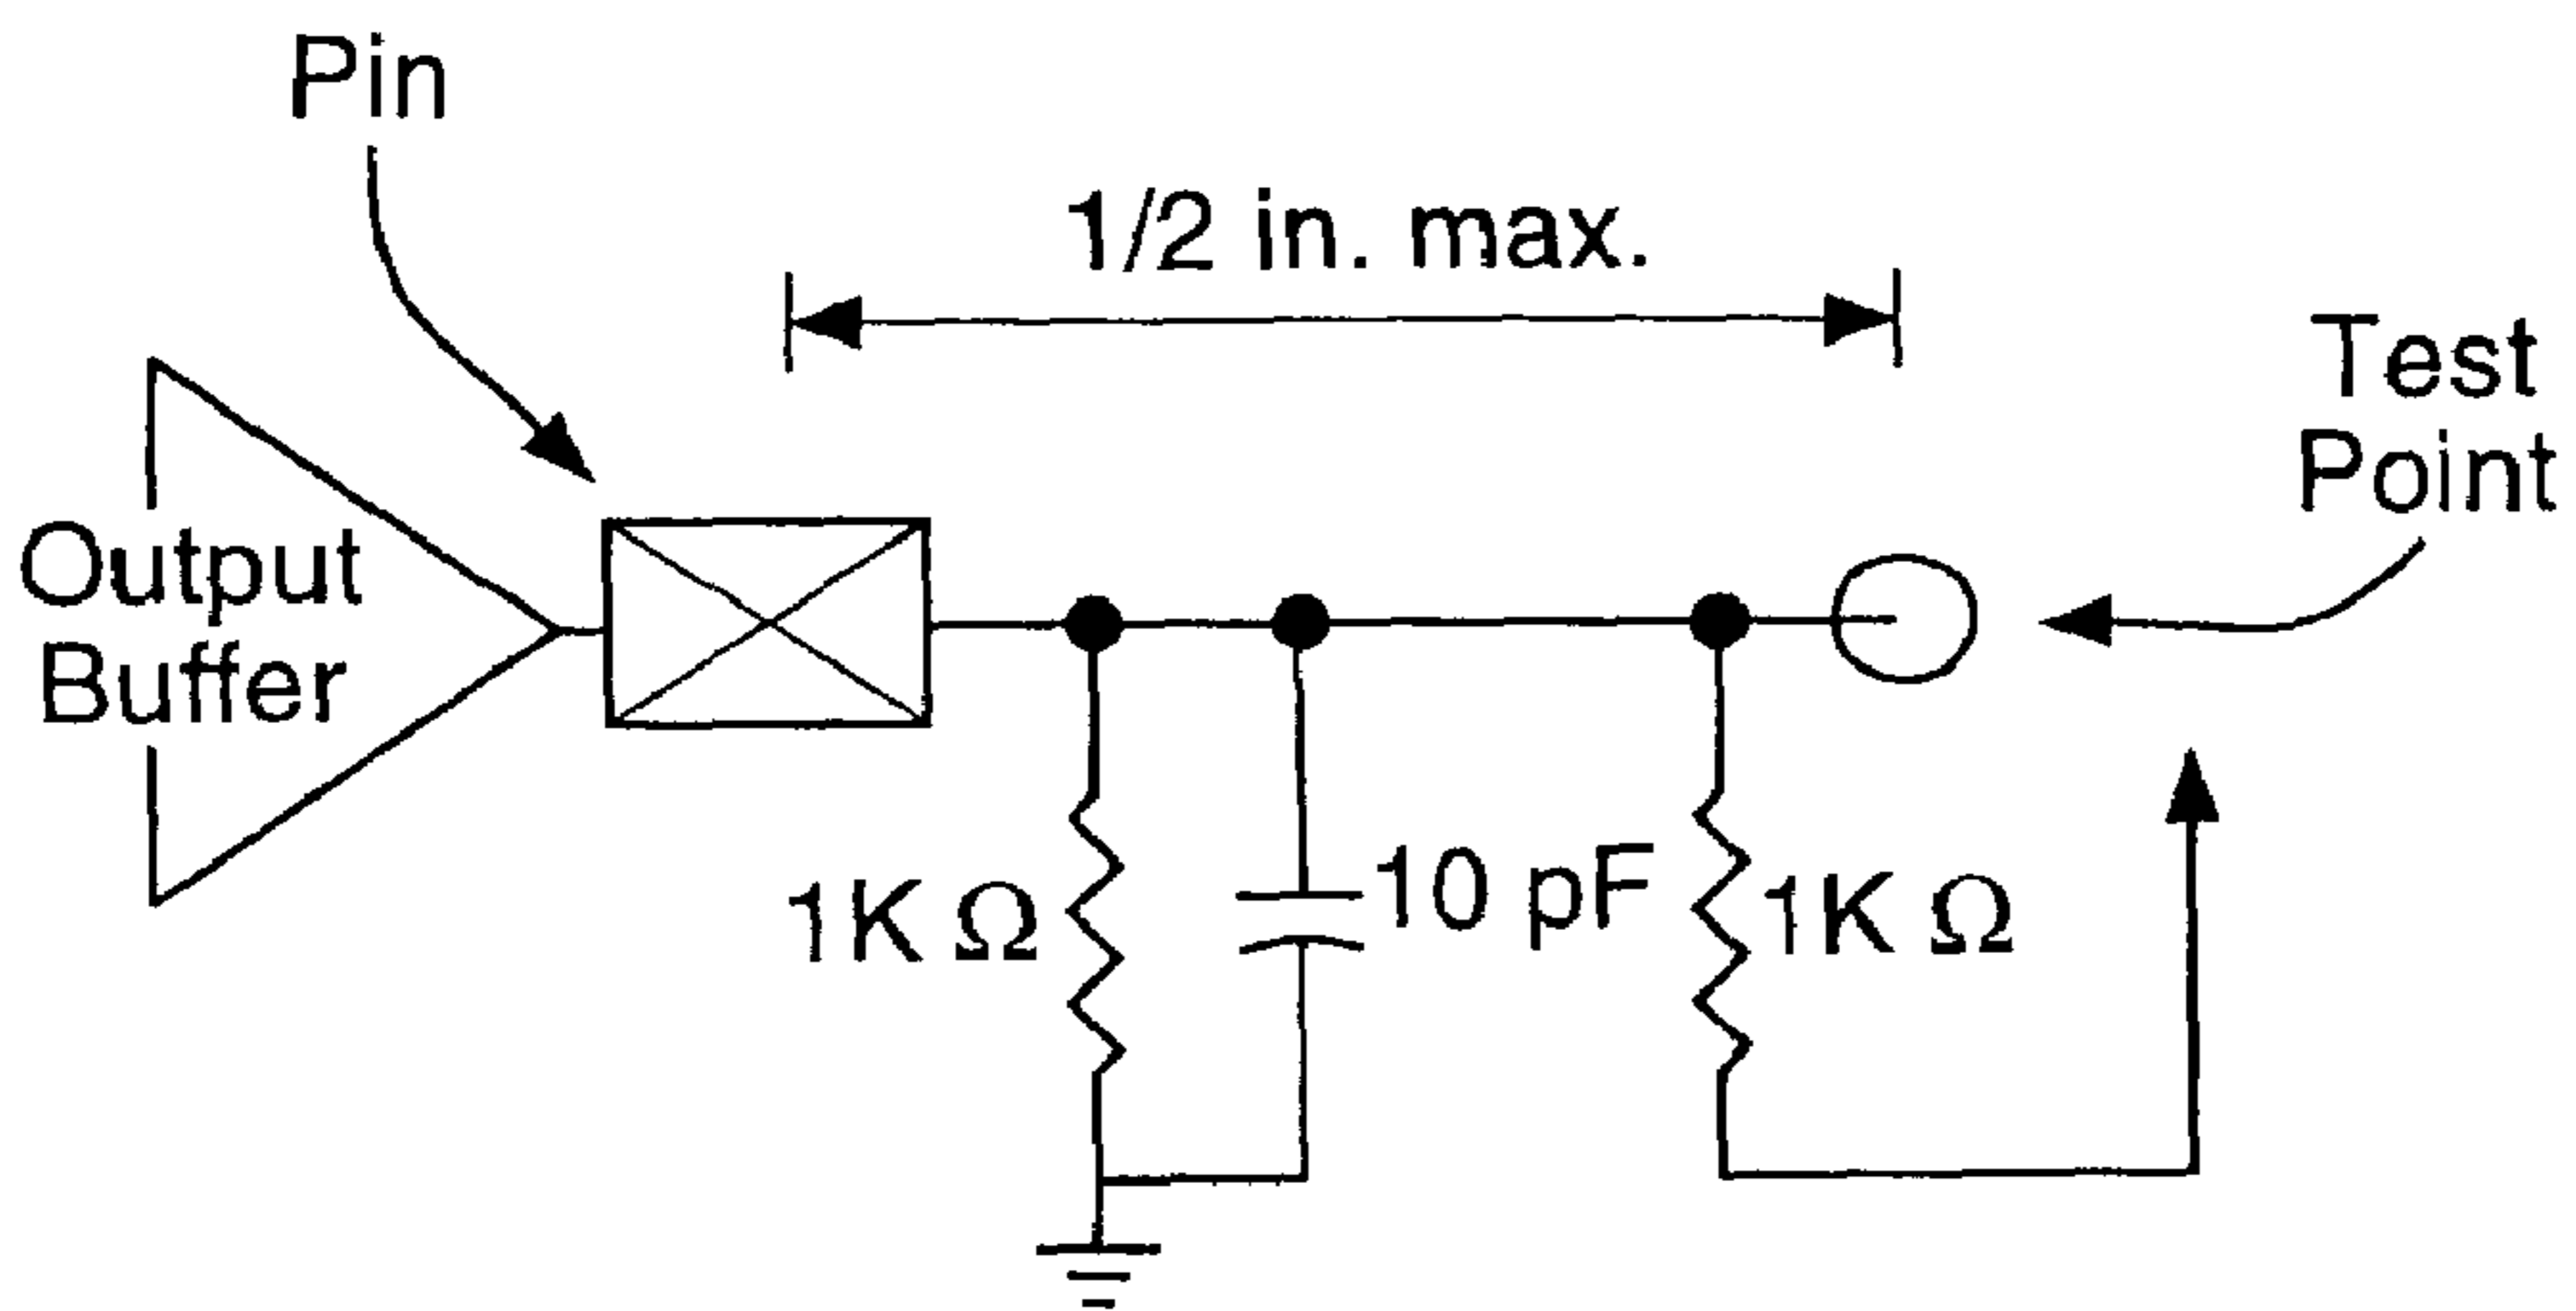 Pin
1/2 in. max.
Test
Point
Output
Buffer
1K Ω
10 pF
1K Ω